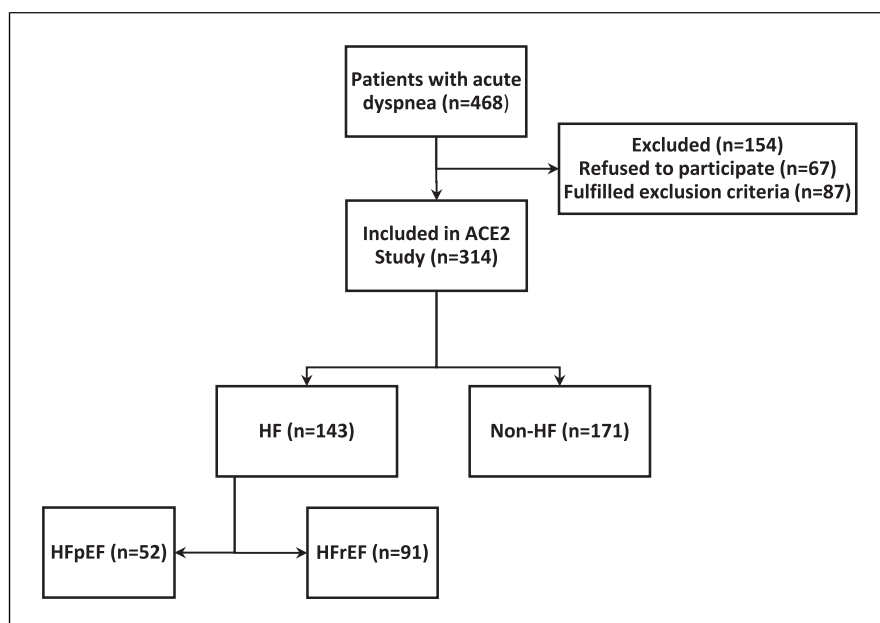 Patients with acute
dyspnea (n=468)
Excluded (n=154)
Refused to participate (n=67)
Fulfilled exclusion criteria (n=87)
Included in ACE2
Study (n=314)
HF (n=143)
Non-HF (n=171)
HFpEF (n=52)
HFrEF (n=91)